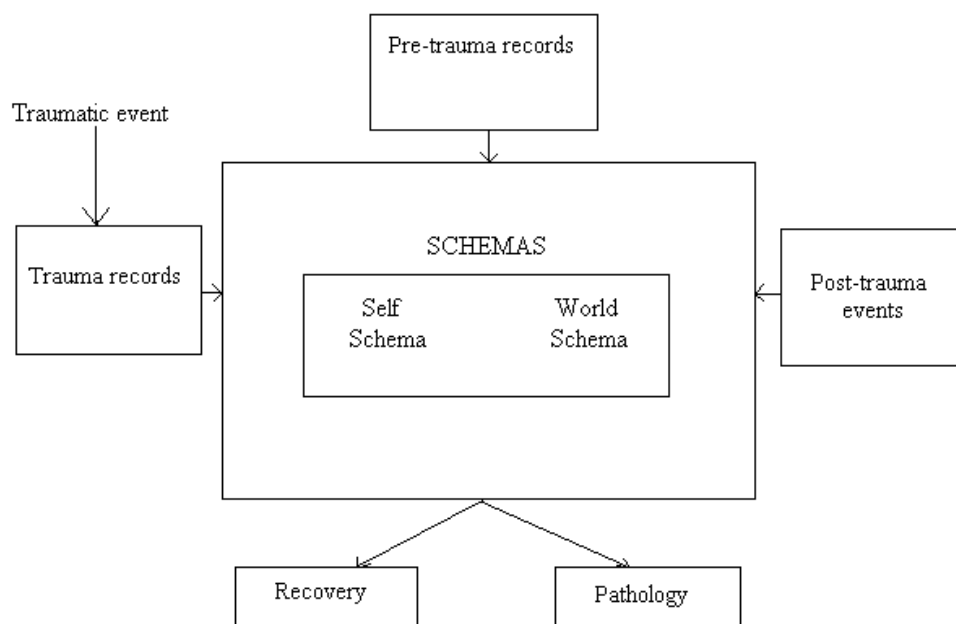 Pre-trauma records
Traumatic event
SCHEMAS
Trauma records
Self
Schema
World
Schema
Post-trauma
events
Recovery
Pathology